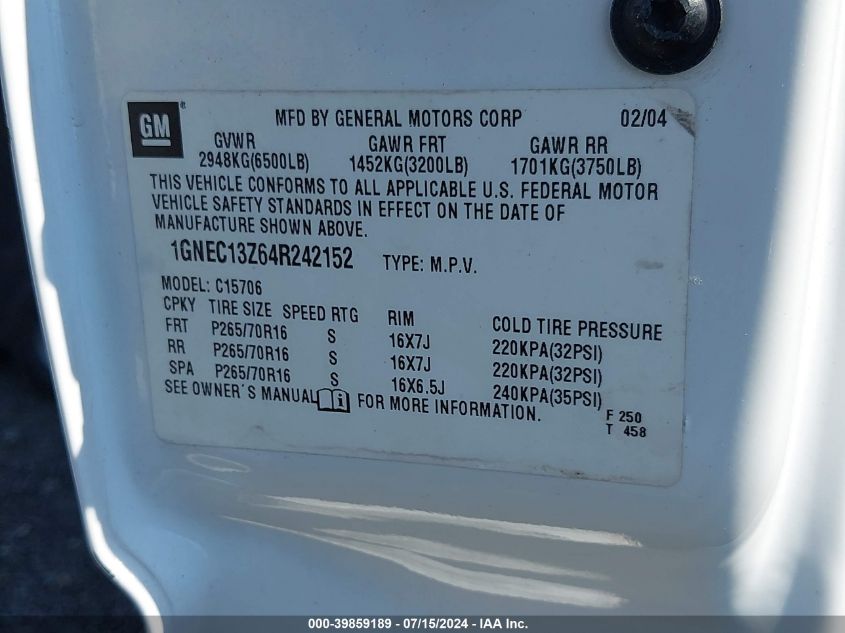 GM ® MFD BY GENERAL MOTORS CORP 02/04
GVWR GAWR FRT GAWR RR
2948KG(6500LB) 1452KG(3200LB) 1701KG(3750LB)
THIS VEHICLE CONFORMS TO ALL APPLICABLE U.S. FEDERAL MOTOR
VEHICLE SAFETY STANDARDS IN EFFECT ON THE DATE OF
MANUFACTURE SHOWN ABOVE.
1GNEC13Z64R242152 TYPE: M.P.V.
MODEL: C15706
CPKY TIRE SIZE SPEED RTG RIM COLD TIRE PRESSURE
FRT P265/70R16 S 16X7J 220KPA(32PSI)
RR P265/70R16 S 16X7J 220KPA(32PSI)
SPA P265/70R16 S 16X6.5J 240KPA(35PSI)
SEE OWNER'S MANUAL i FOR MORE INFORMATION.
F 250
T 458
000-39859189 - 07/15/2024 - IAA Inc.